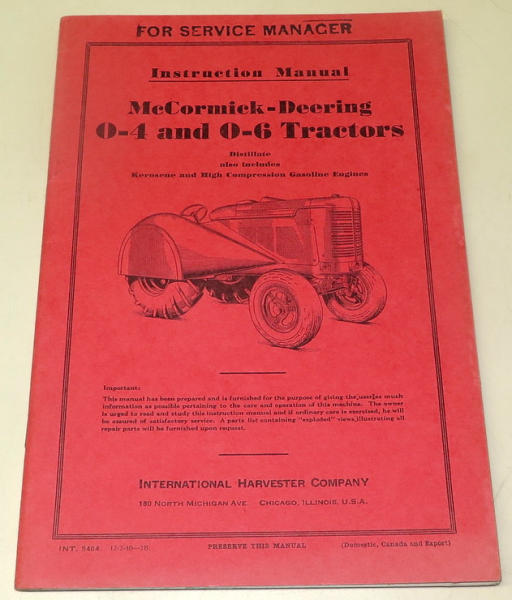 FOR SERVICE MANAGER
Instruction Manual
McCormick-Deering
O-4 and O-6 Tractors
Distillate
also includes
Kerosene and High Compression Gasoline Engines
Important:
This manual has been prepared and is furnished for the purpose of giving the user as much
information as possible pertaining to the care and operation of this machine. The owner
is urged to read and study this instruction manual and if ordinary care is exercised, he will
be assured of satisfactory service. A parts list containing "exploded" views, illustrating all
repair parts will be furnished upon request.
INTERNATIONAL HARVESTER COMPANY
180 NORTH MICHIGAN AVE. CHICAGO, ILLINOIS, U.S.A.
INT. 5464. PRESERVE THIS MANUAL (Domestic, Canada and Export)